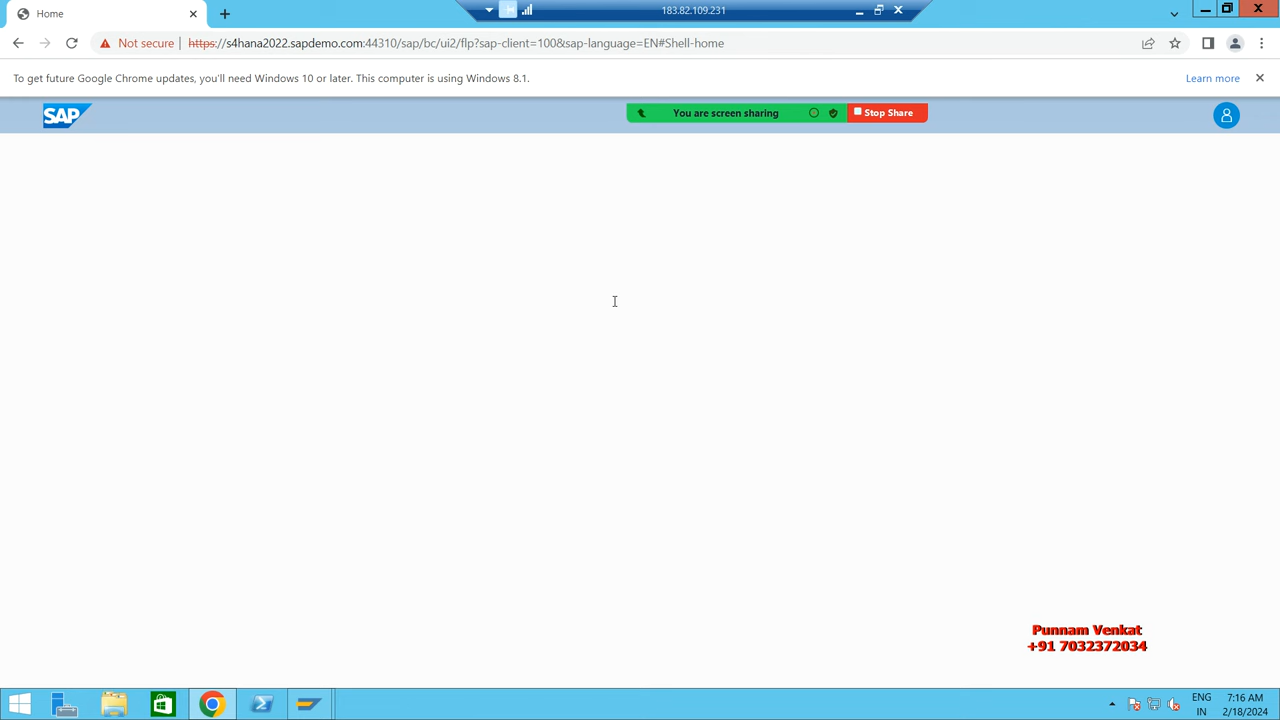 Home
183.82.109.231
Not secure
https://s4hana2022.sapdemo.com:44310/sap/bc/ui2/flp?sap-client=100&sap-language=EN#Shell-home
To get future Google Chrome updates, you'll need Windows 10 or later. This computer is using Windows 8.1.
Learn more
SAP
You are screen sharing
Stop Share
Punnam Venkat
+91 7032372034
ENG
IN
7:16 AM
2/18/2024